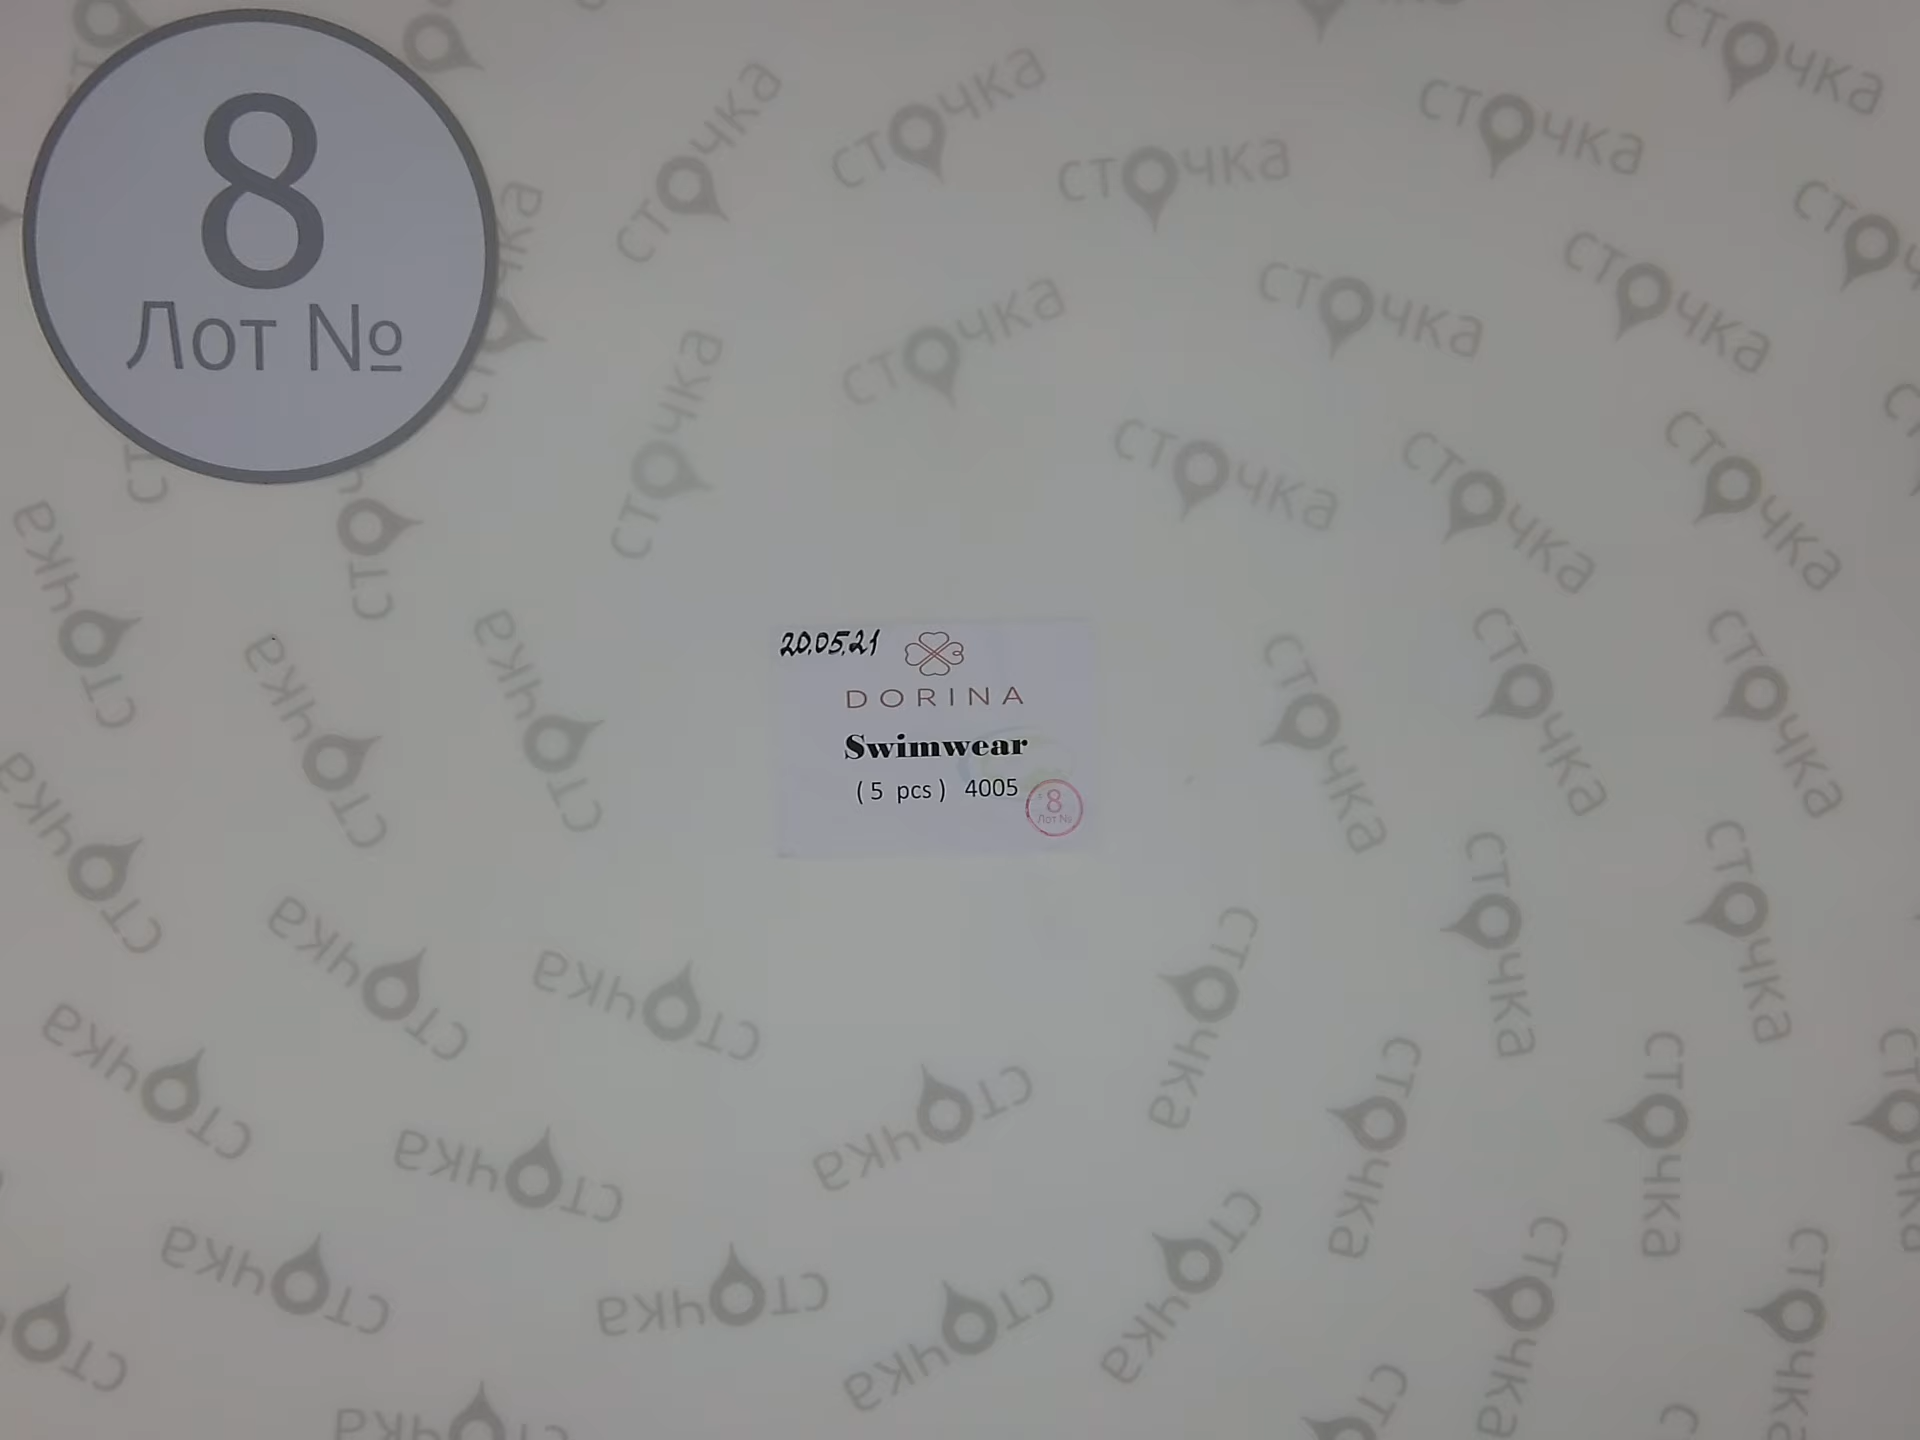 8
Лот №
20.05.21
DORINA
Swimwear
( 5 pcs ) 4005
8
Лот №
сточка